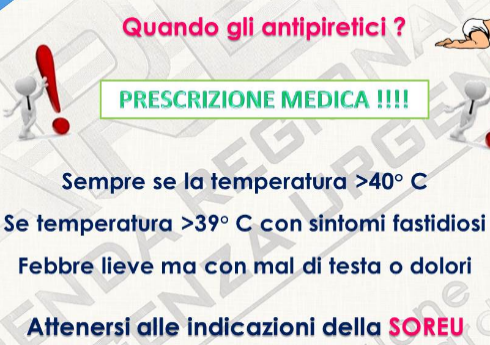 Quando gli antipiretici ?
PRESCRIZIONE MEDICA !!!!
Sempre se la temperatura >40° C
Se temperatura >39° C con sintomi fastidiosi
Febbre lieve ma con mal di testa o dolori
Attenersi alle indicazioni della SOREU